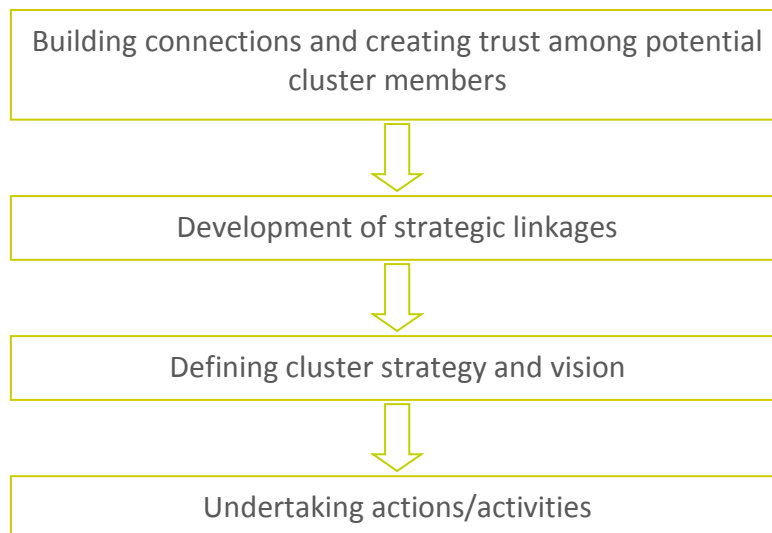 Building connections and creating trust among potential
cluster members
Development of strategic linkages
Defining cluster strategy and vision
Undertaking actions/activities